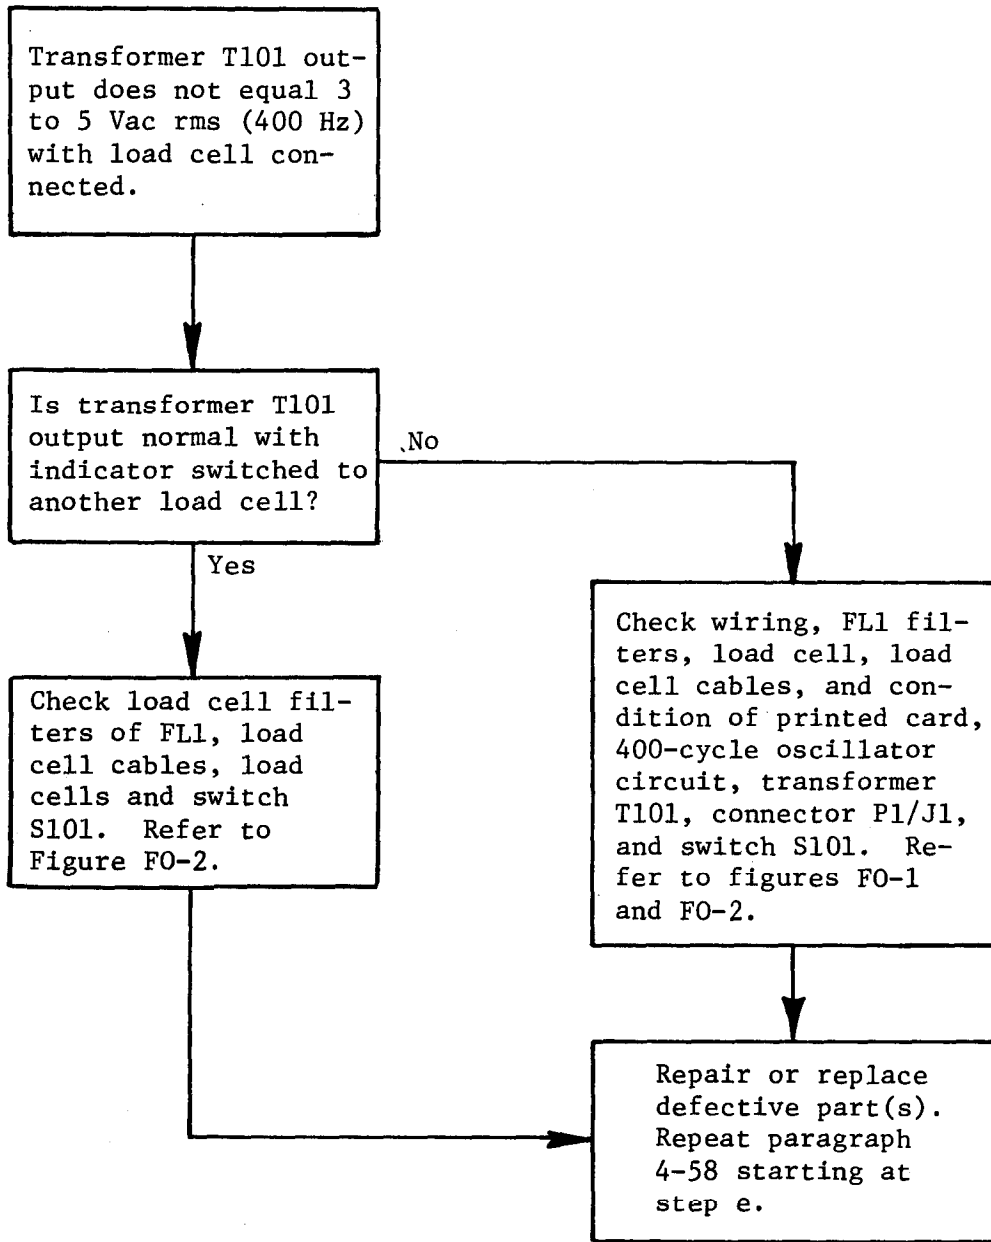 Transformer T101 out-
put does not equal 3
to 5 Vac rms (400 Hz)
with load cell con-
nected.
Is transformer T101
output normal with
indicator switched to
another load cell?
No
Yes
Check load cell fil-
ters of FL1, load
cell cables, load
cells and switch
S101. Refer to
Figure FO-2.
Check wiring, FL1 fil-
ters, load cell, load
cell cables, and con-
dition of printed card,
400-cycle oscillator
circuit, transformer
T101, connector P1/J1,
and switch S101. Re-
fer to figures FO-1
and FO-2.
Repair or replace
defective part(s).
Repeat paragraph
4-58 starting at
step e.